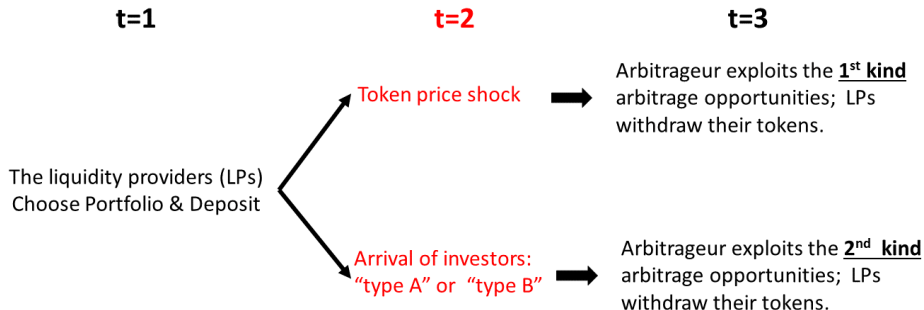 t=1
t=2
t=3
Token price shock
Arbitrageur exploits the 1st kind
arbitrage opportunities; LPs
withdraw their tokens.
The liquidity providers (LPs)
Choose Portfolio & Deposit
Arrival of investors:
“type A” or “type B”
Arbitrageur exploits the 2nd kind
arbitrage opportunities; LPs
withdraw their tokens.